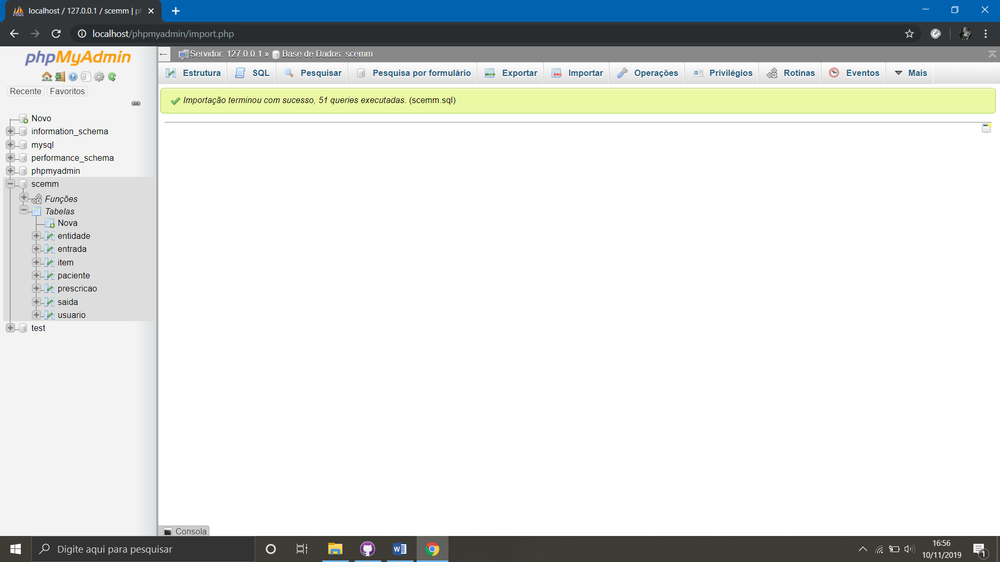 localhost / 127.0.0.1 / scemm | ph
localhost/phpmyadmin/import.php
phpMyAdmin
Recente Favoritos
Novo
information_schema
mysql
performance_schema
phpmyadmin
scemm
Funções
Tabelas
Nova
entidade
entrada
item
paciente
prescricao
saida
usuario
test
Servidor: 127.0.0.1 » Base de Dados: scemm
Estrutura SQL Pesquisar Pesquisa por formulário Exportar Importar Operações Privilégios Rotinas Eventos Mais
Importação terminou com sucesso, 51 queries executadas. (scemm.sql)
Consola
Digite aqui para pesquisar
16:56
10/11/2019
1